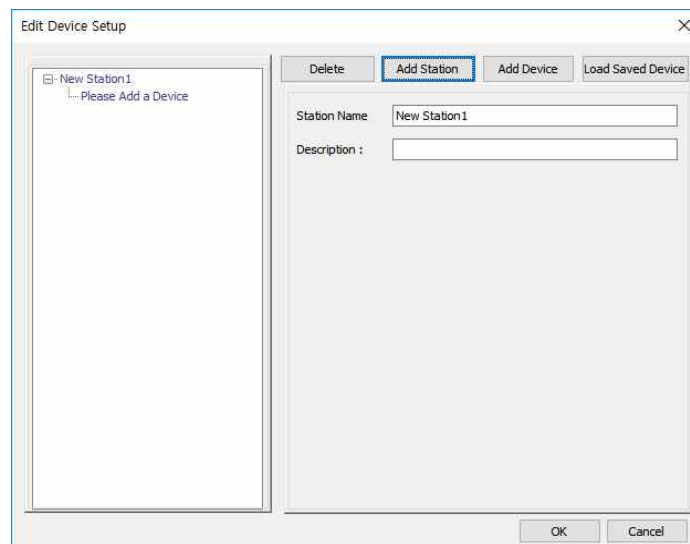 Edit Device Setup
New Station1
Please Add a Device
Delete Add Station Add Device Load Saved Device
Station Name New Station1
Description :
OK Cancel